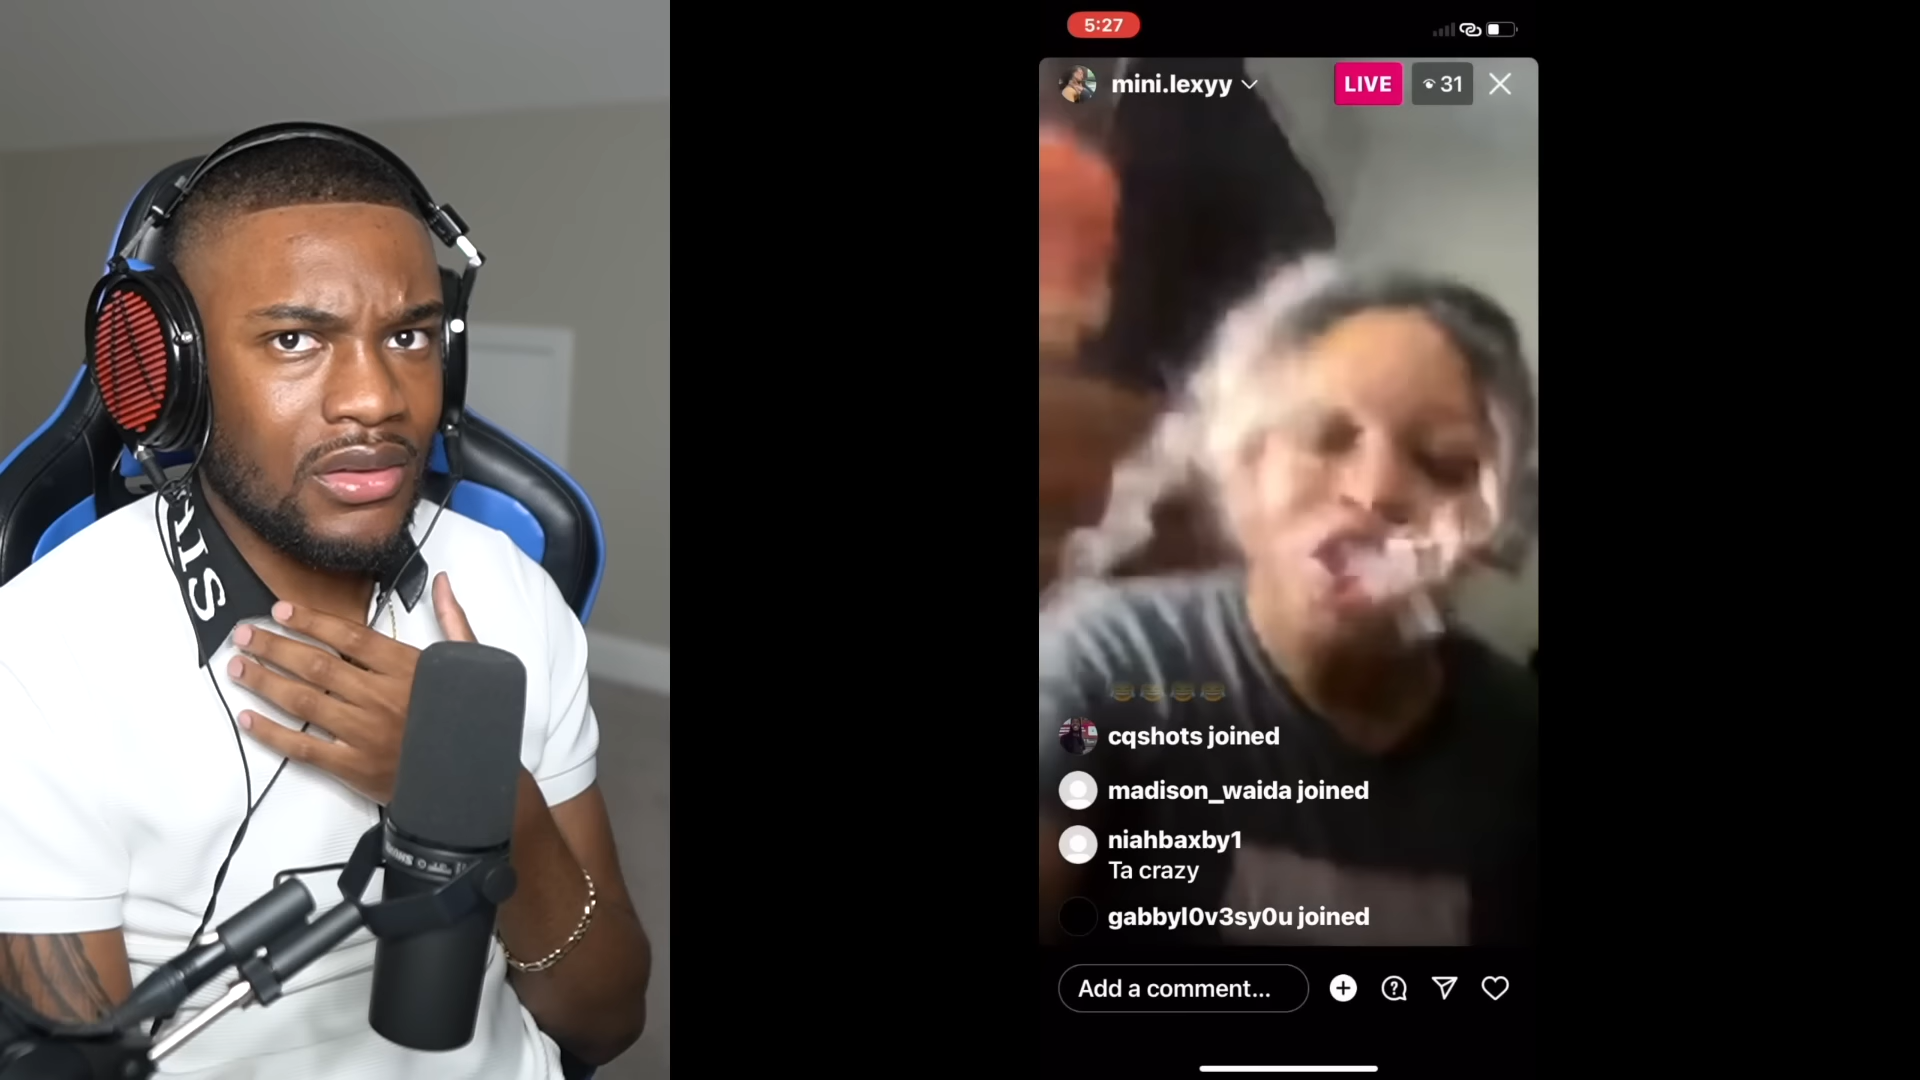 5:27
mini.lexyy
LIVE
31
cqshots joined
madison_waida joined
niahbaxby1
Ta crazy
gabbyl0v3sy0u joined
Add a comment...